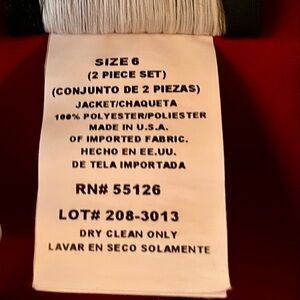 SIZE 6
(2 PIECE SET)
(CONJUNTO DE 2 PIEZAS)
JACKET/CHAQUETA
100% POLYESTER/POLIESTER
MADE IN U.S.A.
OF IMPORTED FABRIC.
HECHO EN EE.UU.
DE TELA IMPORTADA
RN# 55126
LOT# 208-3013
DRY CLEAN ONLY
LAVAR EN SECO SOLAMENTE